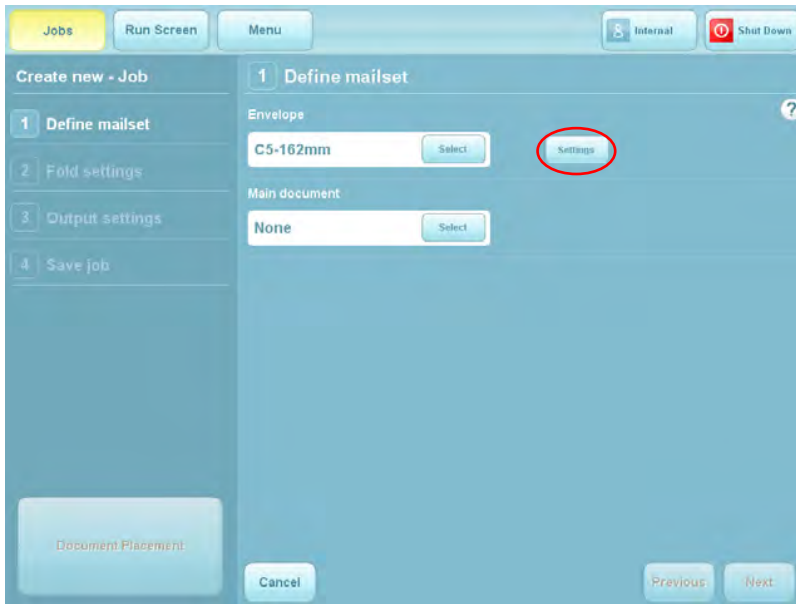 Jobs Run Screen Menu Internal Shut Down
Create new - Job
1 Define mailset
2 Fold settings
3 Output settings
4 Save job
Document Placement
1 Define mailset
?
Envelope
C5-162mm Select Settings
Main document
None Select
Cancel Previous Next